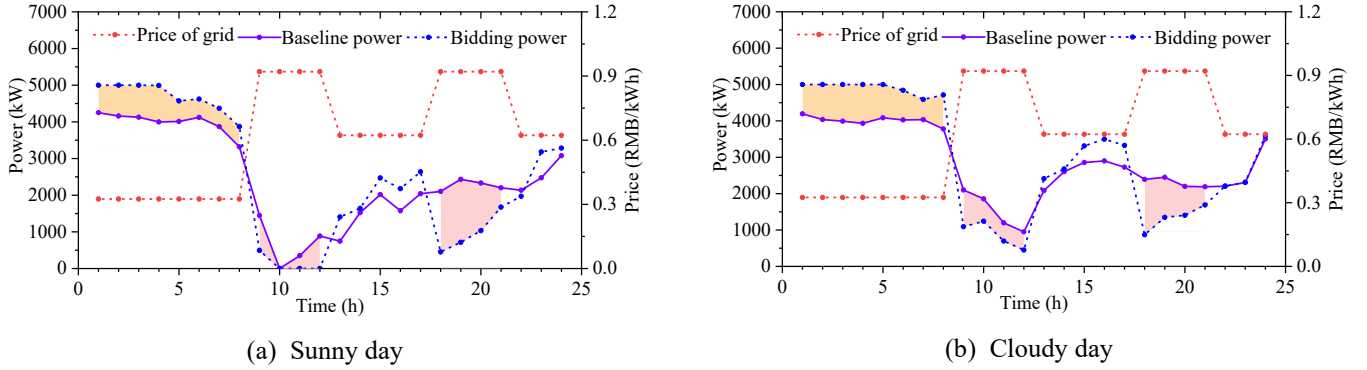 7000
6000
5000
4000
3000
2000
1000
0
Power (kW)
Price of grid
Baseline power
Bidding power
1.2
0.9
0.6
0.3
0.0
Price (RMB/kWh)
0 5 10 15 20 25
Time (h)
(a) Sunny day
7000
6000
5000
4000
3000
2000
1000
0
Power (kW)
Price of grid
Baseline power
Bidding power
1.2
0.9
0.6
0.3
0.0
Price (RMB/kWh)
0 5 10 15 20 25
Time (h)
(b) Cloudy day